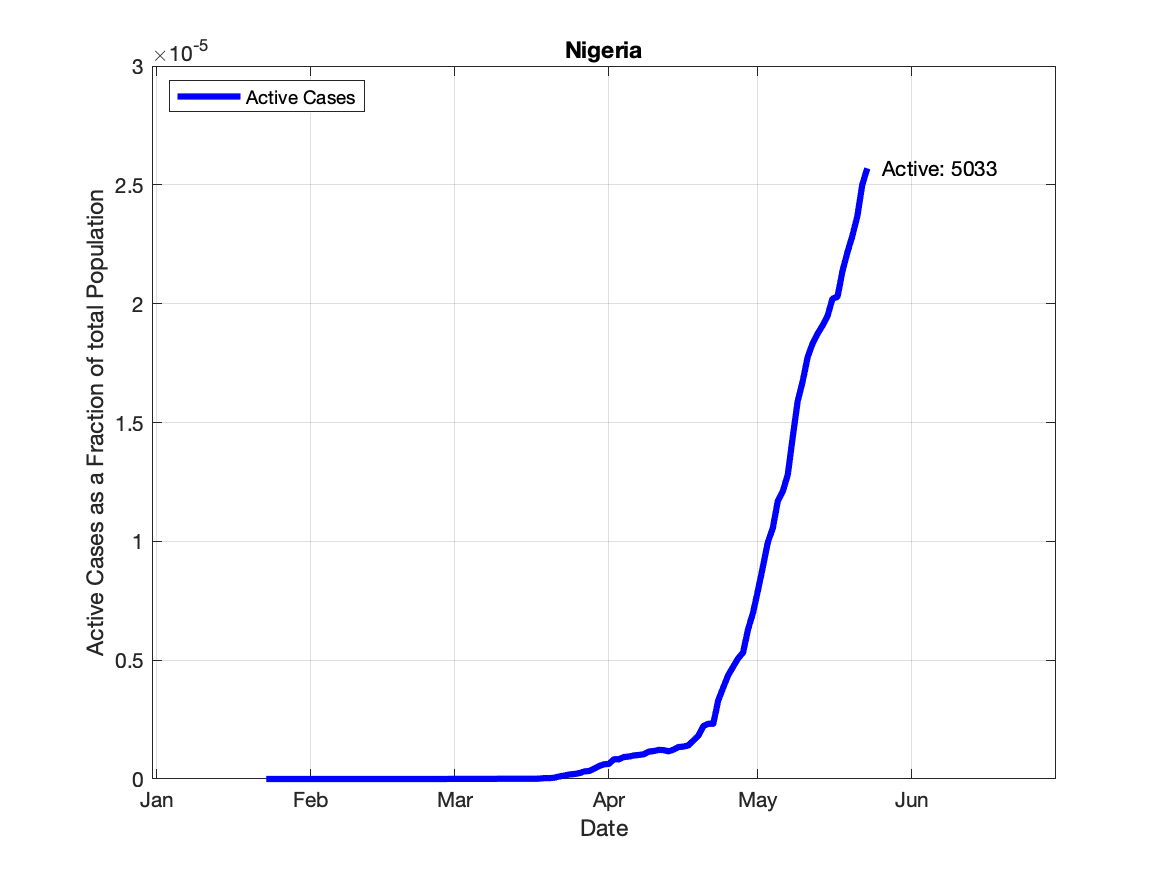 Nigeria
×10-5
Active Cases
Active: 5033
3
2.5
2
1.5
1
0.5
0
Active Cases as a Fraction of total Population
Jan Feb Mar Apr May Jun
Date